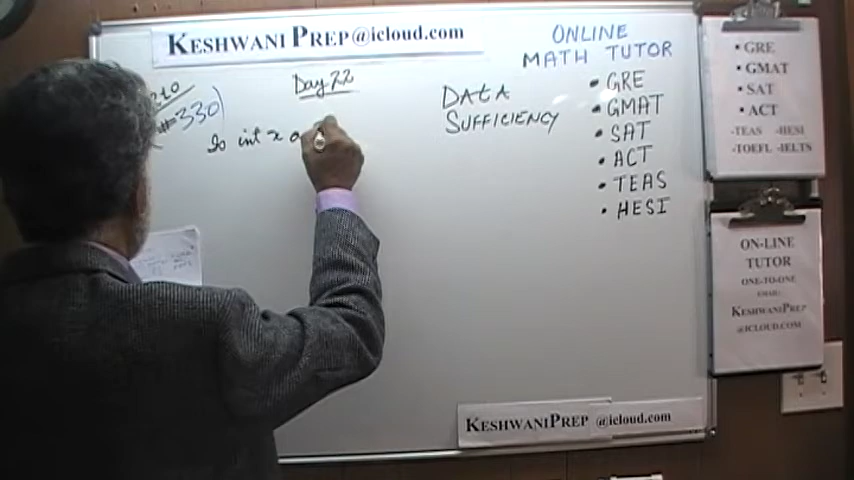 KESHWANI PREP@icloud.com
Day 22
210
#=330)
Is int x
DATA
SUFFICIENCY
ONLINE
MATH TUTOR
• GRE
• GMAT
• SAT
• ACT
• TEAS
• HESI
• GRE
• GMAT
• SAT
• ACT
-TEAS -HESI
-TOEFL -IELTS
ON-LINE
TUTOR
ONE-TO-ONE
EMAIL:
KESHWANIPREP
@ICLOUD.COM
KESHWANIPREP @icloud.com